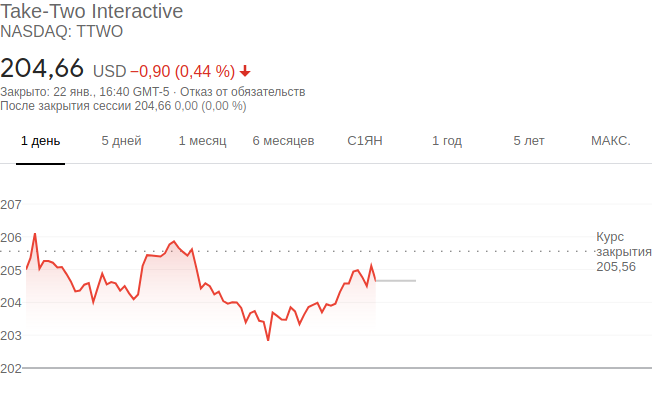 Take-Two Interactive
NASDAQ: TTWO
204,66 USD −0,90 (0,44 %)
Закрыто: 22 янв., 16:40 GMT-5 · Отказ от обязательств
После закрытия сессии 204,66 0,00 (0,00 %)
1 день 5 дней 1 месяц 6 месяцев С1ЯН 1 год 5 лет МАКС.
207
206
205
204
203
202
Курс
закрытия
205,56